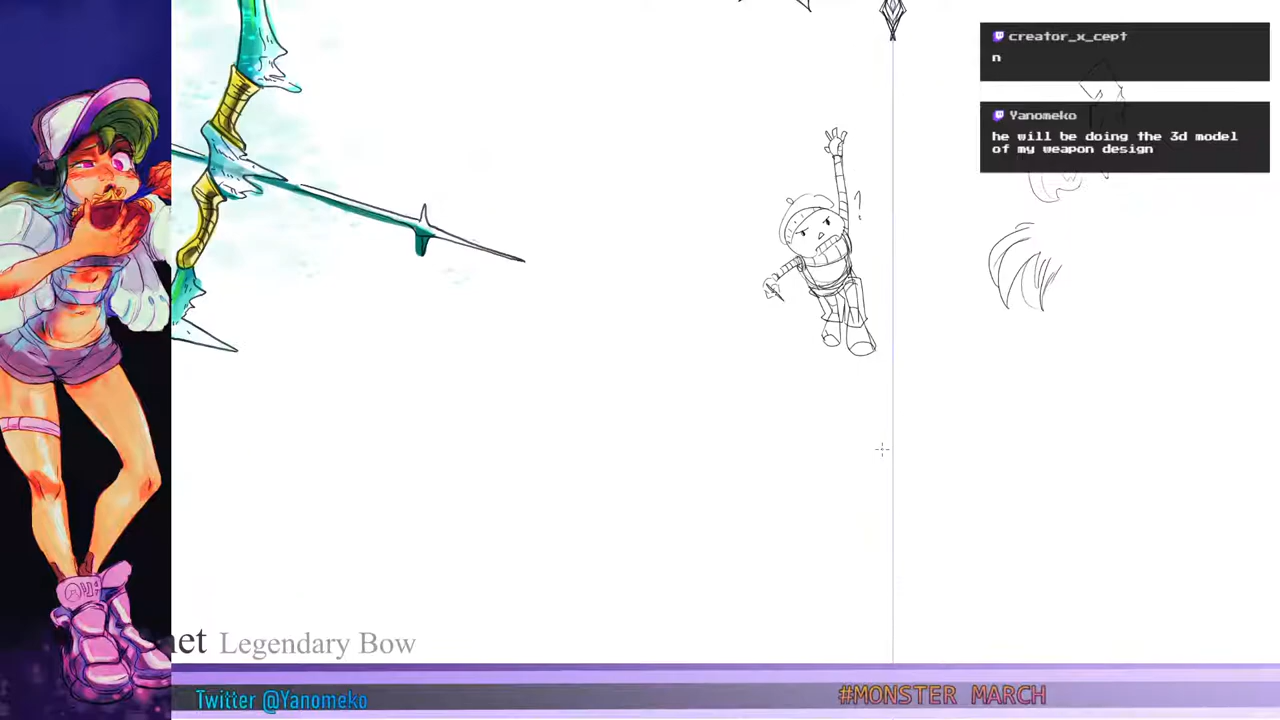 creator_x_cept
n
Yanomeko
he will be doing the 3d model
of my weapon design
?
et Legendary Bow
Twitter @Yanomeko
#MONSTER MARCH